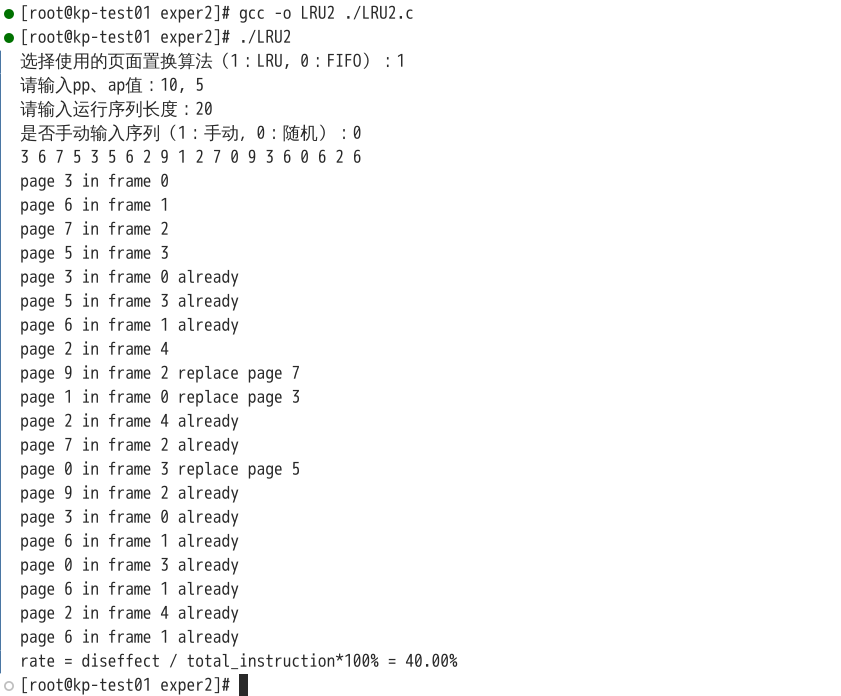 [root@kp-test01 exper2]# gcc -o LRU2 ./LRU2.c
[root@kp-test01 exper2]# ./LRU2
选择使用的页面置换算法（1：LRU, 0：FIFO）：1
请输入pp、ap值：10, 5
请输入运行序列长度：20
是否手动输入序列（1：手动, 0：随机）：0
3 6 7 5 3 5 6 2 9 1 2 7 0 9 3 6 0 6 2 6
page 3 in frame 0
page 6 in frame 1
page 7 in frame 2
page 5 in frame 3
page 3 in frame 0 already
page 5 in frame 3 already
page 6 in frame 1 already
page 2 in frame 4
page 9 in frame 2 replace page 7
page 1 in frame 0 replace page 3
page 2 in frame 4 already
page 7 in frame 2 already
page 0 in frame 3 replace page 5
page 9 in frame 2 already
page 3 in frame 0 already
page 6 in frame 1 already
page 0 in frame 3 already
page 6 in frame 1 already
page 2 in frame 4 already
page 6 in frame 1 already
rate = diseffect / total_instruction*100% = 40.00%
[root@kp-test01 exper2]#